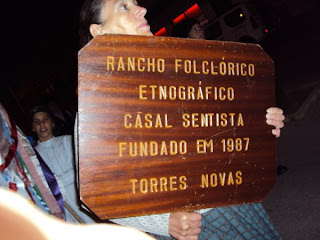 RANCHO FOLCLÓRICO
ETNOGRÁFICO
CASAL SENTISTA
FUNDADO EM 1987
TORRES NOVAS